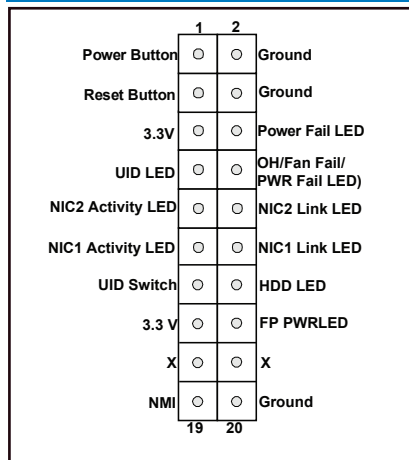 1 2
Power Button Ground
Reset Button Ground
3.3V Power Fail LED
UID LED OH/Fan Fail/
PWR Fail LED)
NIC2 Activity LED NIC2 Link LED
NIC1 Activity LED NIC1 Link LED
UID Switch HDD LED
3.3 V FP PWRLED
X X
NMI Ground
19 20